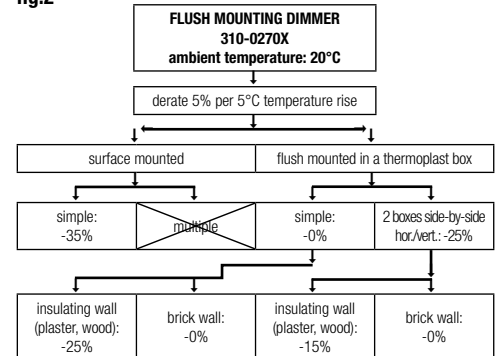 fig.2
FLUSH MOUNTING DIMMER
310-0270X
ambient temperature: 20°C
derate 5% per 5°C temperature rise
surface mounted
flush mounted in a thermoplast box
simple:
-35%
multiple
simple:
-0%
2 boxes side-by-side
hor./vert.: -25%
insulating wall
(plaster, wood):
-25%
brick wall:
-0%
insulating wall
(plaster, wood):
-15%
brick wall:
-0%